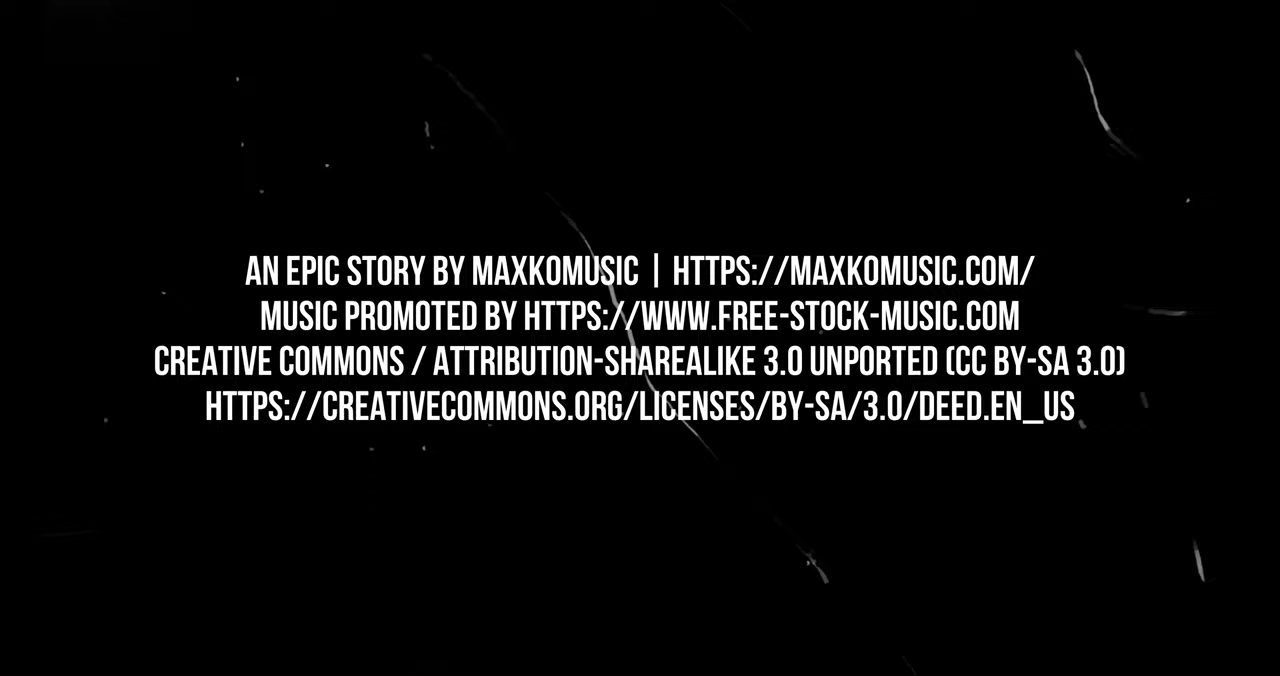 AN EPIC STORY BY MAXKOMUSIC | HTTPS://MAXKOMUSIC.COM/
MUSIC PROMOTED BY HTTPS://WWW.FREE-STOCK-MUSIC.COM
CREATIVE COMMONS / ATTRIBUTION-SHAREALIKE 3.0 UNPORTED (CC BY-SA 3.0)
HTTPS://CREATIVECOMMONS.ORG/LICENSES/BY-SA/3.0/DEED.EN_US